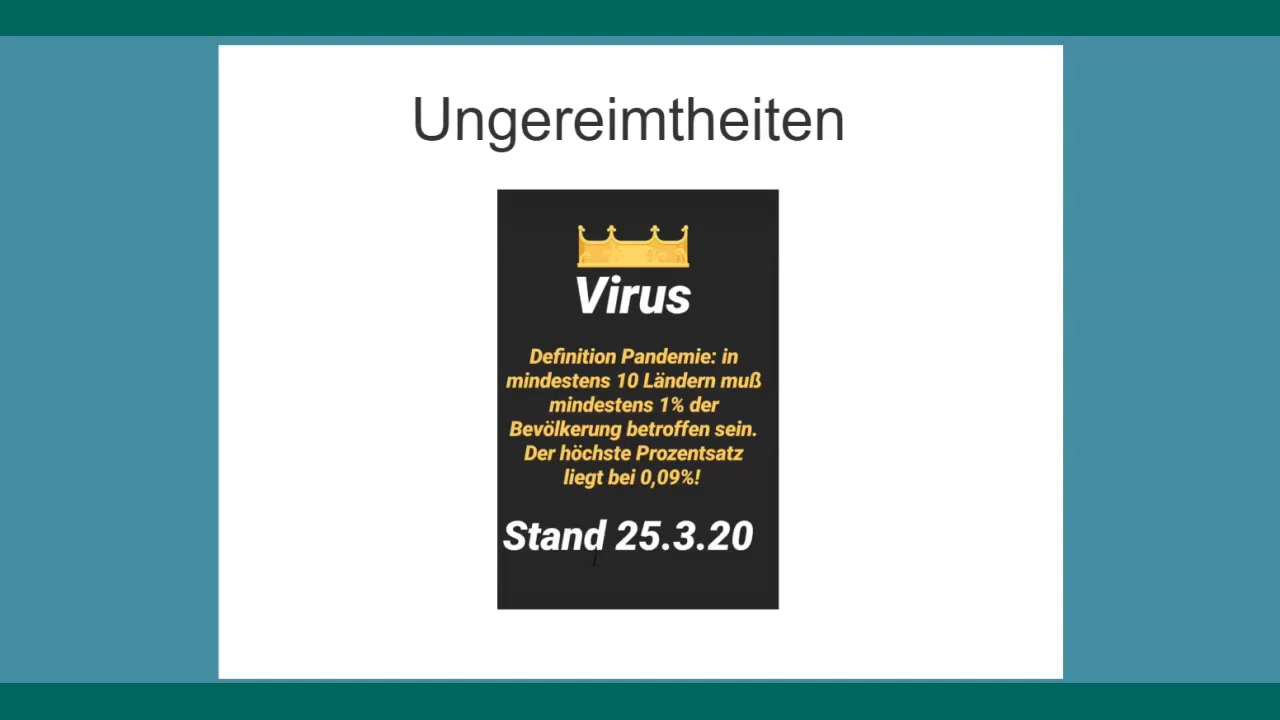 Ungereimtheiten
Virus
Definition Pandemie: in
mindestens 10 Ländern muß
mindestens 1% der
Bevölkerung betroffen sein.
Der höchste Prozentsatz
liegt bei 0,09%!
Stand 25.3.20